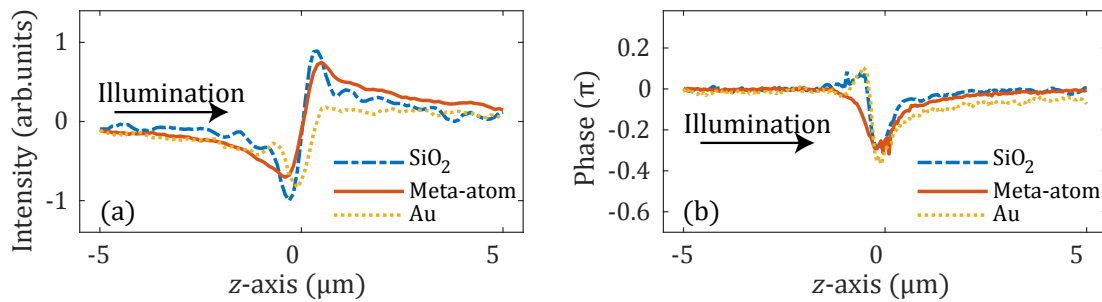 Intensity (arb.units)
1
0
-1
Illumination
SiO₂
Meta-atom
Au
(a)
-5 0 5
z-axis (μm)
Phase (π)
0.2
0
-0.2
-0.4
-0.6
Illumination
SiO₂
Meta-atom
Au
(b)
-5 0 5
z-axis (μm)